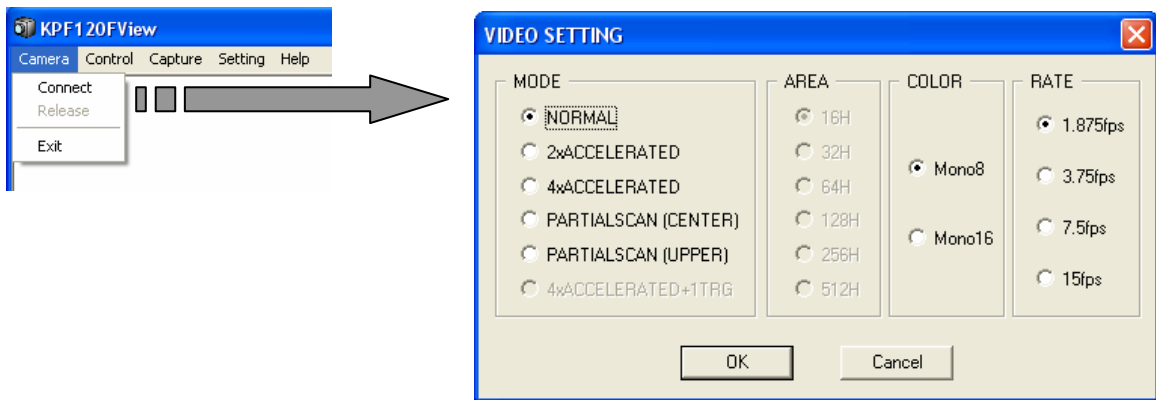 KPF120FView
Camera Control Capture Setting Help
Connect
Release
Exit
VIDEO SETTING
MODE
NORMAL
2xACCELERATED
4xACCELERATED
PARTIALSCAN (CENTER)
PARTIALSCAN (UPPER)
4xACCELERATED+1TRG
AREA
16H
32H
64H
128H
256H
512H
COLOR
Mono8
Mono16
RATE
1.875fps
3.75fps
7.5fps
15fps
OK Cancel